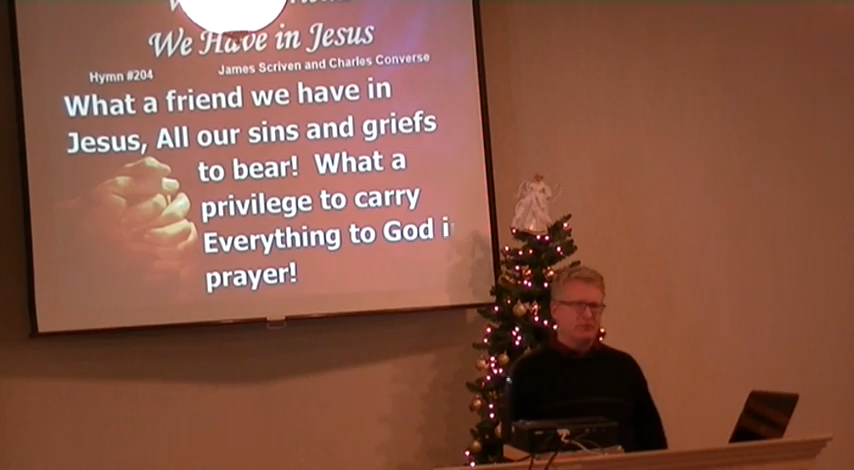 We Have in Jesus
Hymn #204
James Scriven and Charles Converse
What a friend we have in
Jesus, All our sins and griefs
to bear! What a
privilege to carry
Everything to God
prayer!